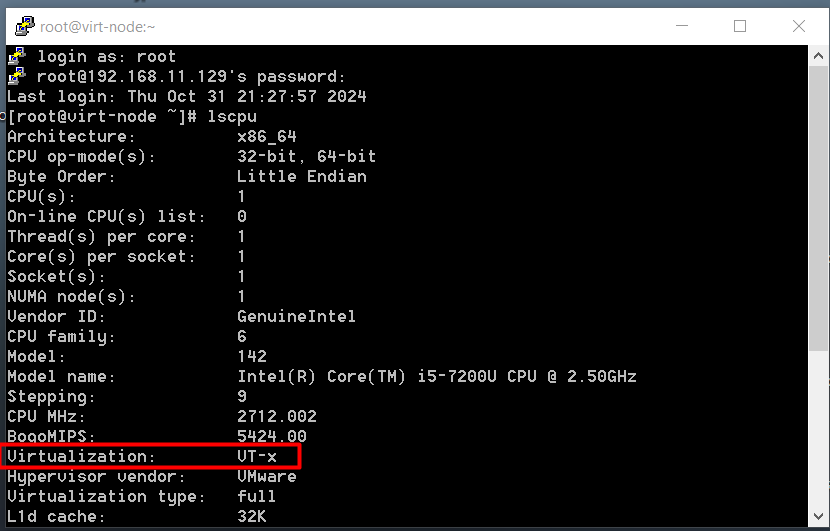 root@virt-node:~
login as: root
root@192.168.11.129's password:
Last login: Thu Oct 31 21:27:57 2024
[root@virt-node ~]# lscpu
Architecture: x86_64
CPU op-mode(s): 32-bit, 64-bit
Byte Order: Little Endian
CPU(s): 1
On-line CPU(s) list: 0
Thread(s) per core: 1
Core(s) per socket: 1
Socket(s): 1
NUMA node(s): 1
Vendor ID: GenuineIntel
CPU family: 6
Model: 142
Model name: Intel(R) Core(TM) i5-7200U CPU @ 2.50GHz
Stepping: 9
CPU MHz: 2712.002
BogoMIPS: 5424.00
Virtualization: VT-x
Hypervisor vendor: VMware
Virtualization type: full
L1d cache: 32K